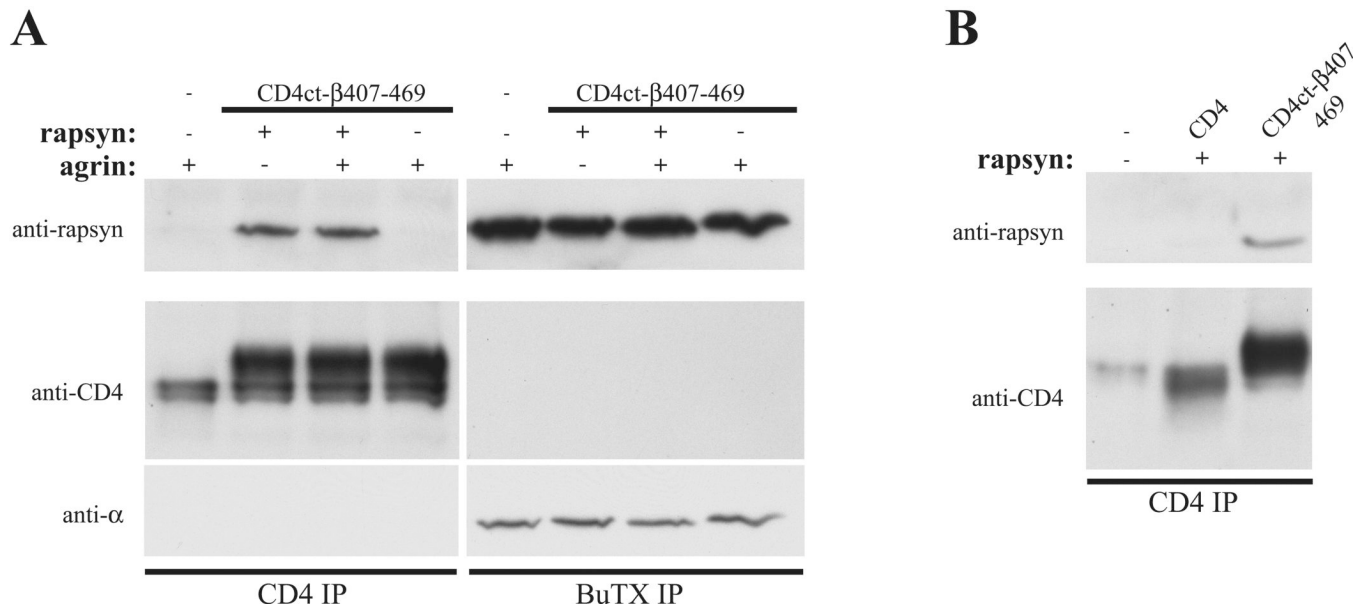 A
- CD4ct-β407-469 - CD4ct-β407-469
rapsyn: - + + - - + + -
agrin: + - + + + - + +
anti-rapsyn
anti-CD4
anti-α
CD4 IP BuTX IP
B
- CD4 CD4ct-β407
469
rapsyn: - + +
anti-rapsyn
anti-CD4
CD4 IP